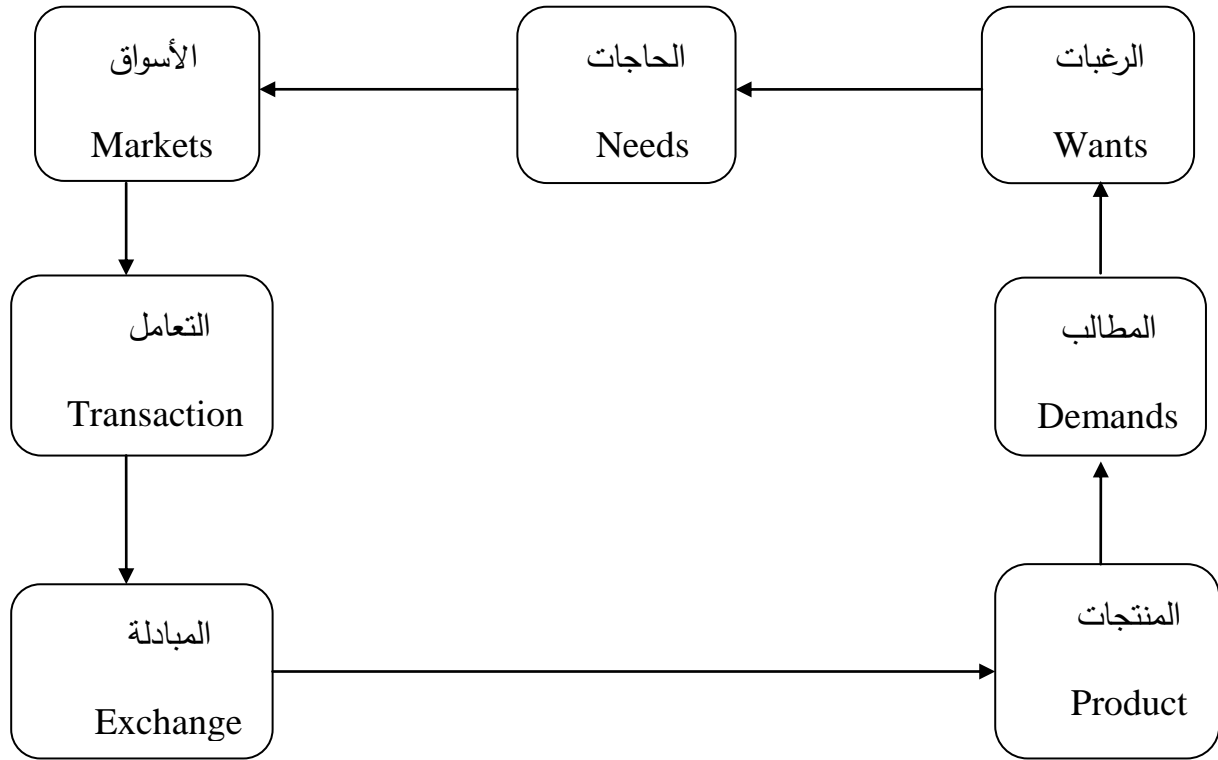 الأسواق
Markets
الحاجات
Needs
الرغبات
Wants
التعامل
Transaction
المطالب
Demands
المبادلة
Exchange
المنتجات
Product